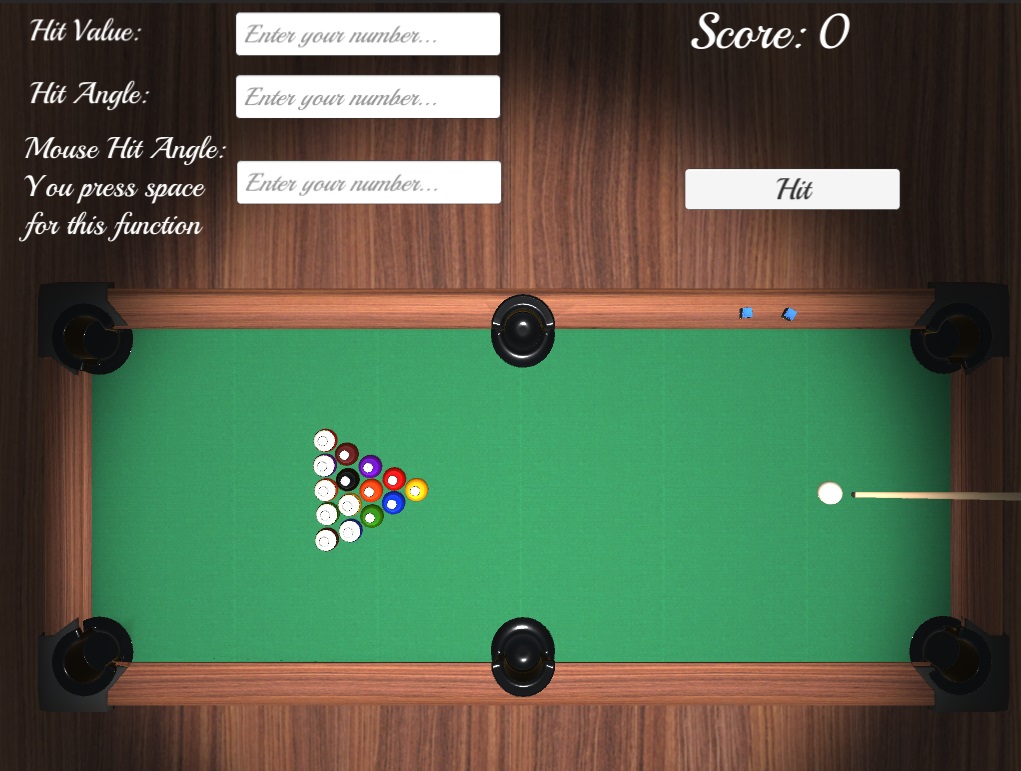 Hit Value:
Enter your number...
Score: 0
Hit Angle:
Enter your number...
Mouse Hit Angle:
You press space
for this function
Enter your number...
Hit